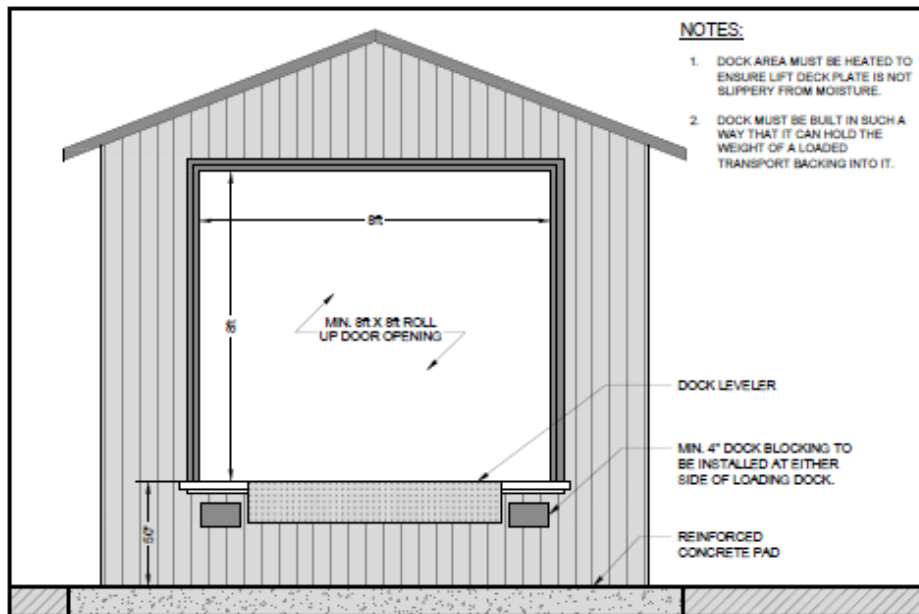 NOTES:
1. DOCK AREA MUST BE HEATED TO
ENSURE LIFT DECK PLATE IS NOT
SLIPPERY FROM MOISTURE.
2. DOCK MUST BE BUILT IN SUCH A
WAY THAT IT CAN HOLD THE
WEIGHT OF A LOADED
TRANSPORT BACKING INTO IT.
8ft
8ft
MIN. 8ft X 8ft ROLL
UP DOOR OPENING
DOCK LEVELER
MIN. 4" DOCK BLOCKING TO
BE INSTALLED AT EITHER
SIDE OF LOADING DOCK.
REINFORCED
CONCRETE PAD